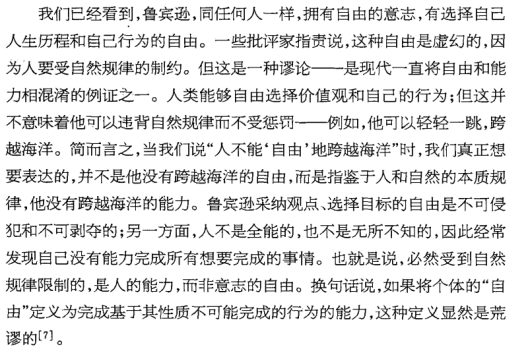 我们已经看到,鲁宾逊,同任何人一样,拥有自由的意志,有选择自己
人生历程和自己行为的自由。一些批评家指责说,这种自由是虚幻的,因
为人要受自然规律的制约。但这是一种谬论——是现代一直将自由和能
力相混淆的例证之一。人类能够自由选择价值观和自己的行为;但这并
不意味着他可以违背自然规律而不受惩罚——例如,他可以轻轻一跳,跨
越海洋。简而言之,当我们说“人不能‘自由’地跨越海洋”时,我们真正想
要表达的,并不是他没有跨越海洋的自由,而是指鉴于人和自然的本质规
律,他没有跨越海洋的能力。鲁宾逊采纳观点、选择目标的自由是不可侵
犯和不可剥夺的;另一方面,人不是全能的,也不是无所不知的,因此经常
发现自己没有能力完成所有想要完成的事情。也就是说,必然受到自然
规律限制的,是人的能力,而非意志的自由。换句话说,如果将个体的“自
由”定义为完成基于其性质不可能完成的行为的能力,这种定义显然是荒
谬的[7]。